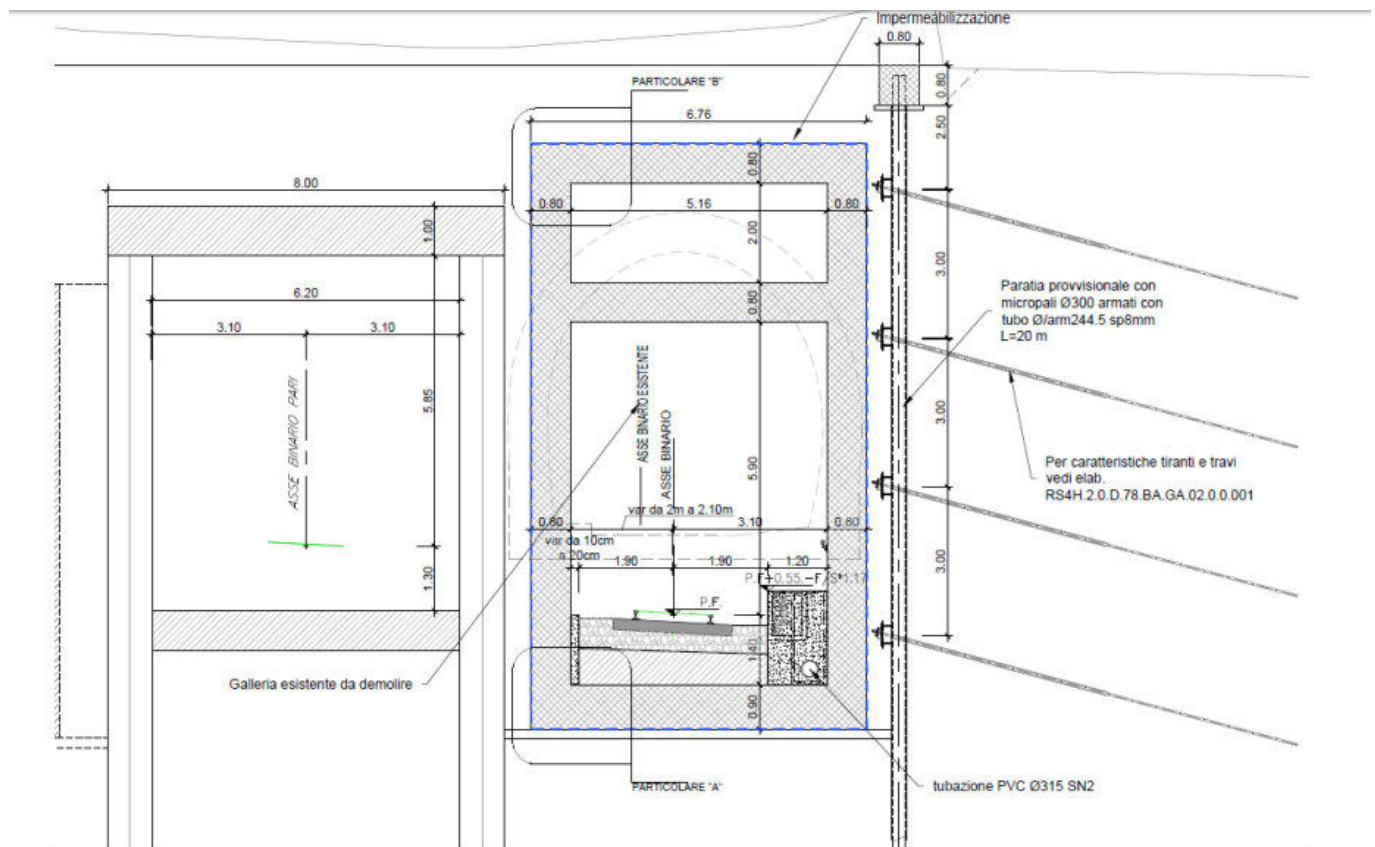 Impermeabilizzazione
0.80
PARTICOLARE "B"
0.80
6.76
2.50
0.80
8.00
0.80
5.16
0.80
1.00
2.00
3.00
6.20
0.80
Paratia provvisionale con
micropali Ø300 armati con
tubo Ø/arm244.5 sp8mm
L=20 m
3.10
3.10
ASSE BINARIO PARI
5.85
ASSE BINARIO ESISTENTE
ASSE BINARIO
5.90
3.00
Per caratteristiche tiranti e travi
vedi elab.
RS4H.2.0.D.78.BA.GA.02.0.0.001
var da 2m a 2.10m
0.80
3.10
0.80
var da 10cm
a 20cm
1.90
1.90
1.20
3.00
1.30
P.F.
1.40
Galleria esistente da demolire
0.90
PARTICOLARE "A"
tubazione PVC Ø315 SN2